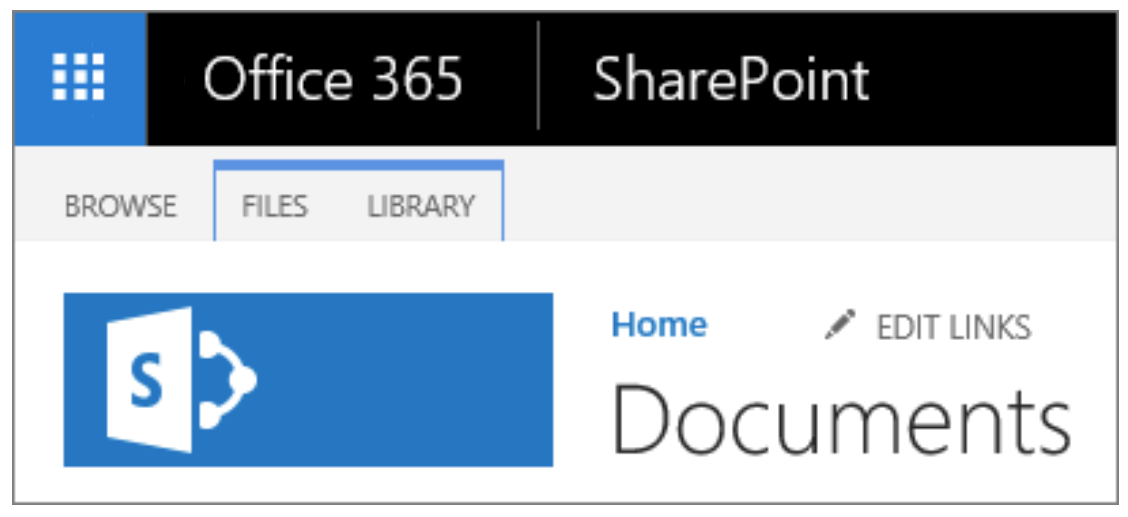 Office 365 SharePoint
BROWSE FILES LIBRARY
S
Home EDIT LINKS
Documents